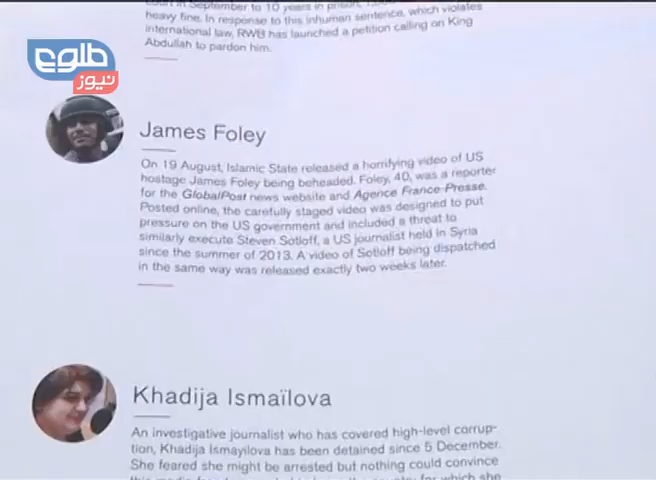 court in September to 10 years in prison,
heavy fine. In response to this inhuman sentence, which violates
international law, RWB has launched a petition calling on King
Abdullah to pardon him.
طلوع
نیوز
James Foley
On 19 August, Islamic State released a horrifying video of US
hostage James Foley being beheaded. Foley, 40, was a reporter
for the GlobalPost news website and Agence France-Presse.
Posted online, the carefully staged video was designed to put
pressure on the US government and included a threat to
similarly execute Steven Sotloff, a US journalist held in Syria
since the summer of 2013. A video of Sotloff being dispatched
in the same way was released exactly two weeks later.
Khadija Ismaïlova
An investigative journalist who has covered high-level corrup-
tion, Khadija Ismayilova has been detained since 5 December.
She feared she might be arrested but nothing could convince